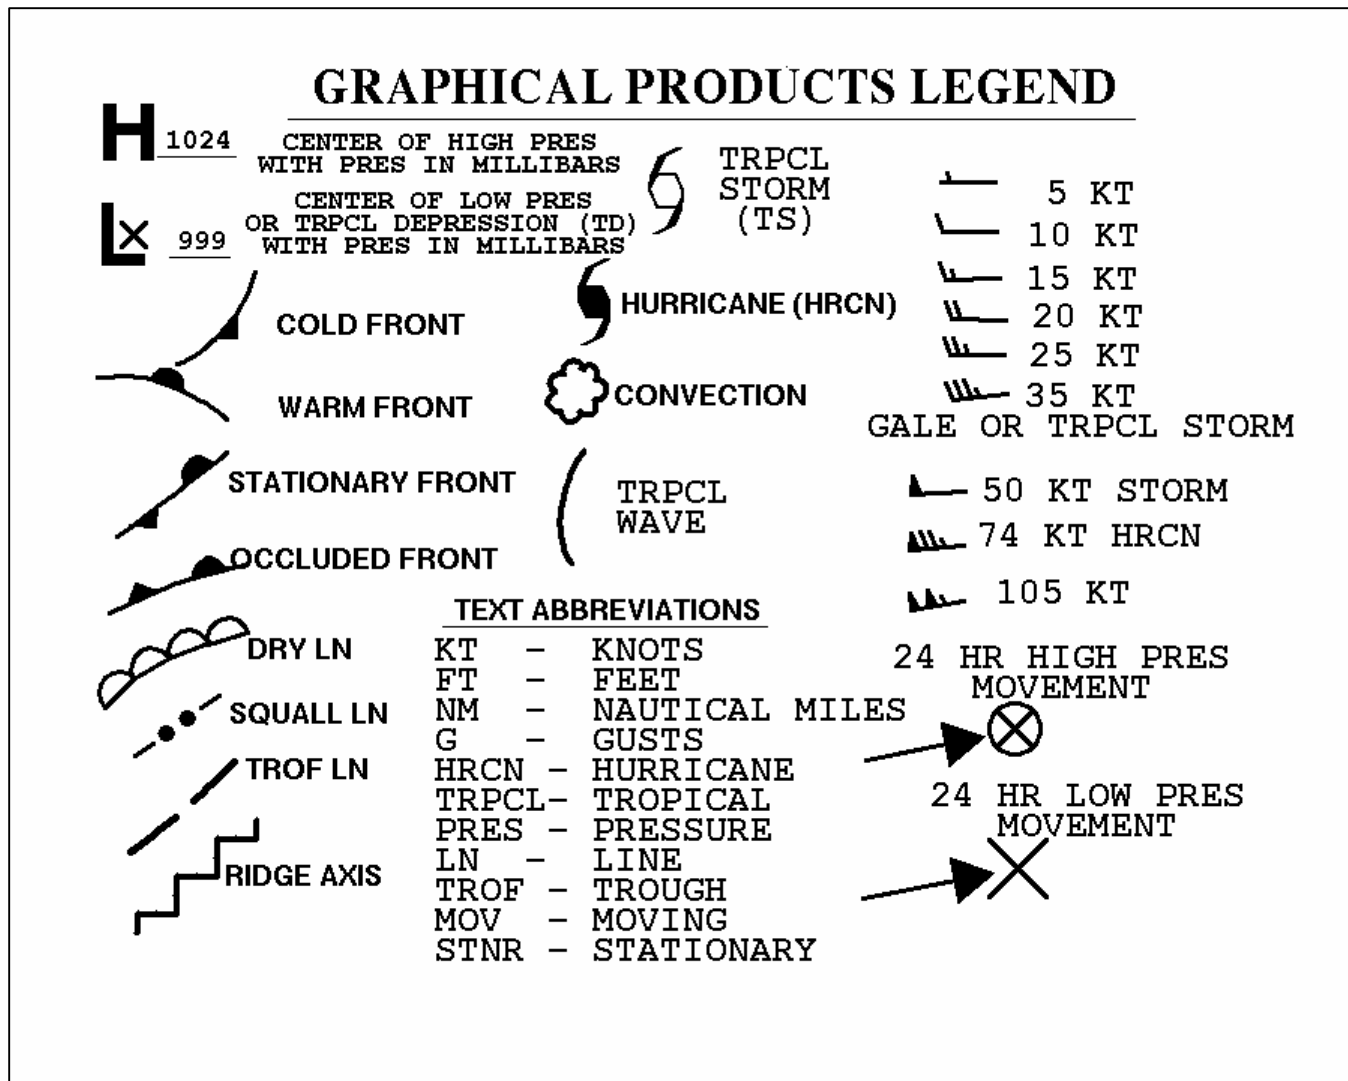 GRAPHICAL PRODUCTS LEGEND
H 1024
CENTER OF HIGH PRES
WITH PRES IN MILLIBARS
L 999
CENTER OF LOW PRES
OR TRPCL DEPRESSION (TD)
WITH PRES IN MILLIBARS
COLD FRONT
WARM FRONT
STATIONARY FRONT
OCCLUDED FRONT
DRY LN
SQUALL LN
TROF LN
RIDGE AXIS
TRPCL
STORM
(TS)
HURRICANE (HRCN)
CONVECTION
TRPCL
WAVE
TEXT ABBREVIATIONS
KT - KNOTS
FT - FEET
NM - NAUTICAL MILES
G - GUSTS
HRCN - HURRICANE
TRPCL- TROPICAL
PRES - PRESSURE
LN - LINE
TROF - TROUGH
MOV - MOVING
STNR - STATIONARY
5 KT
10 KT
15 KT
20 KT
25 KT
35 KT
GALE OR TRPCL STORM
50 KT STORM
74 KT HRCN
105 KT
24 HR HIGH PRES
MOVEMENT
24 HR LOW PRES
MOVEMENT